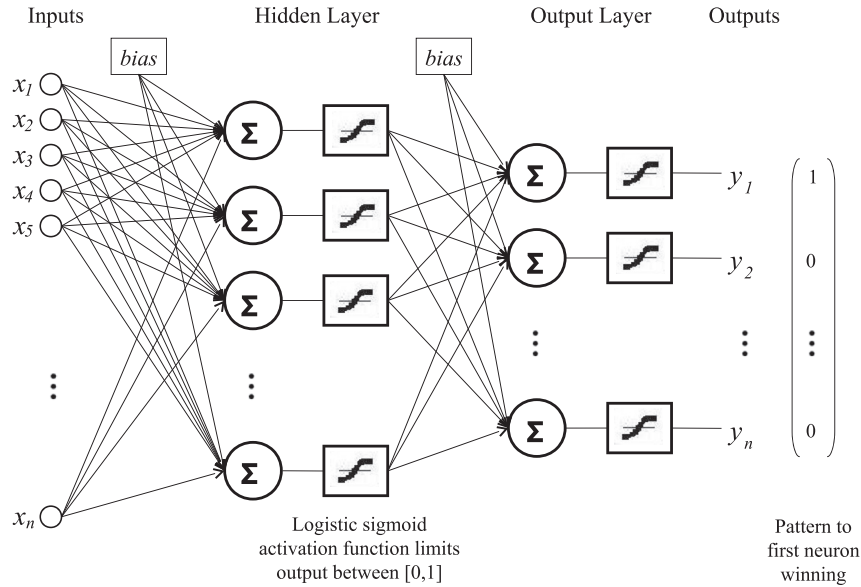 Inputs Hidden Layer Output Layer Outputs
bias bias
x1
x2
x3
x4
x5
xn
Σ
Σ
Σ
Σ
Σ
Σ
Σ
y1
y2
yn
1
0
0
Logistic sigmoid
activation function limits
output between [0,1]
Pattern to
first neuron
winning